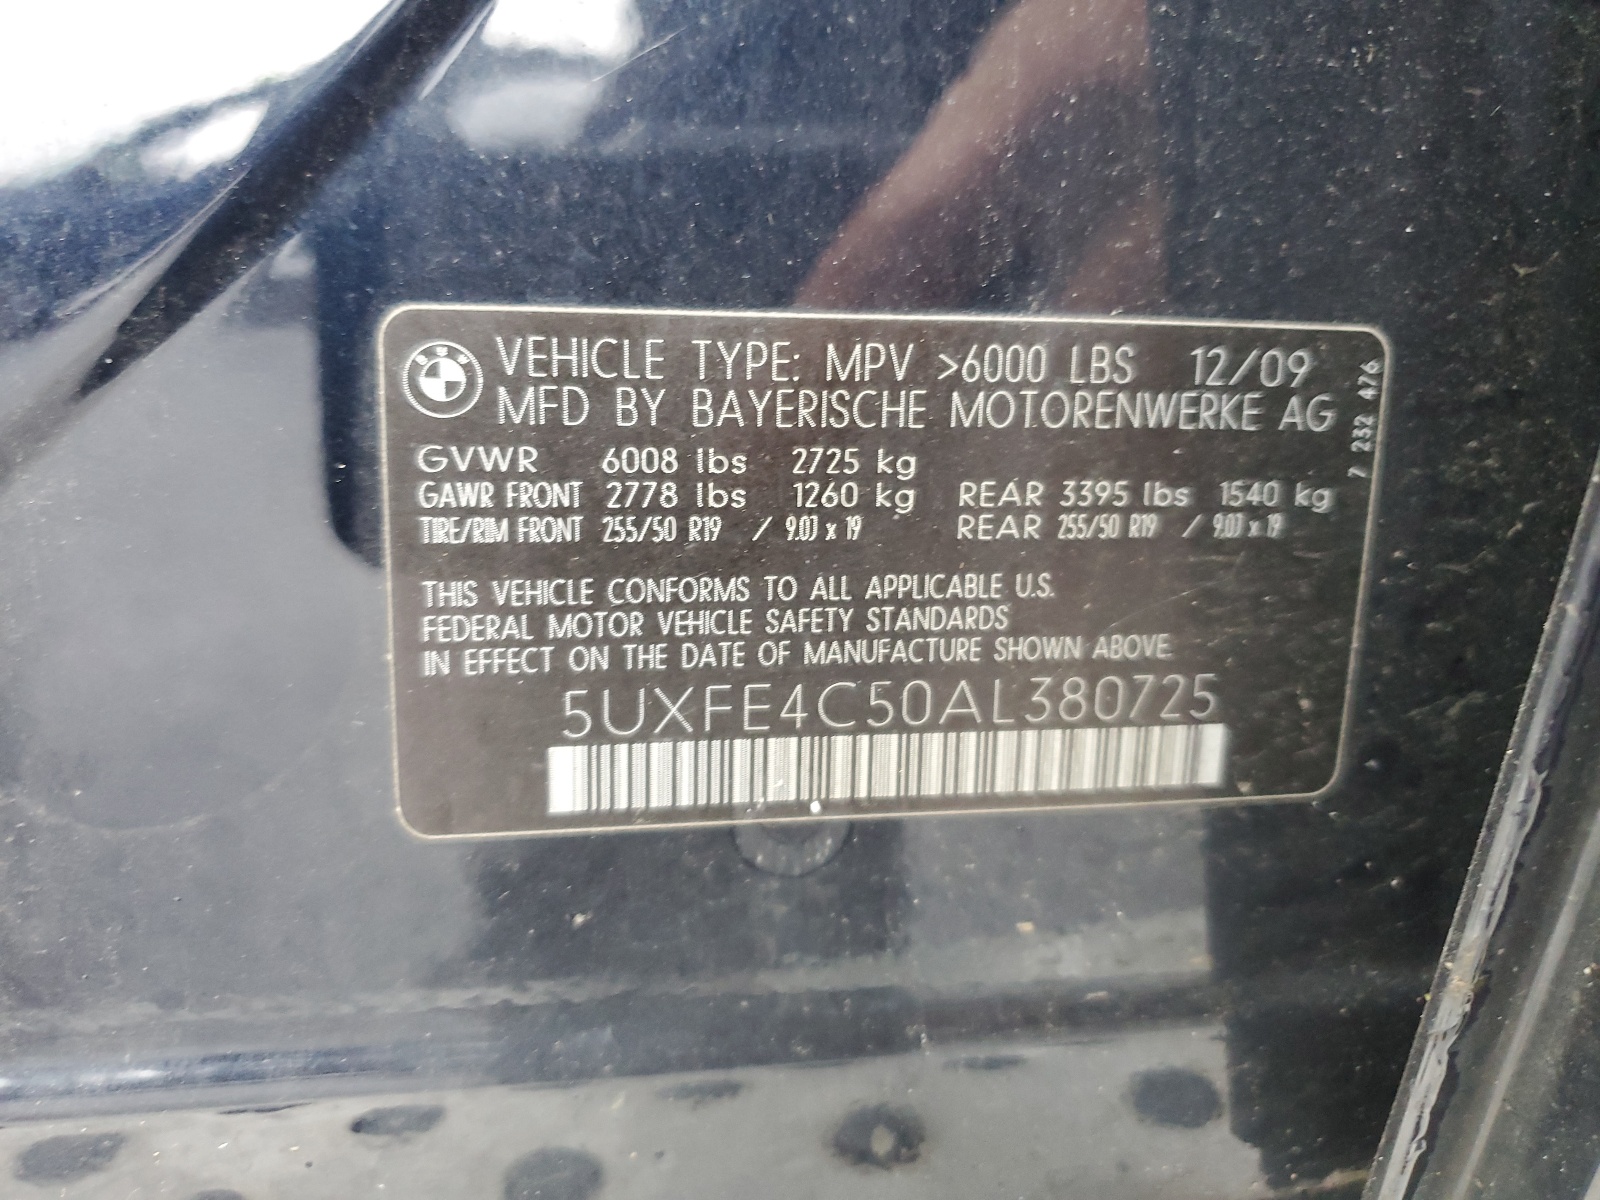 BMW
VEHICLE TYPE: MPV >6000 LBS 12/09
MFD BY BAYERISCHE MOTORENWERKE AG
7 232 476
GVWR 6008 lbs 2725 kg
GAWR FRONT 2778 lbs 1260 kg REAR 3395 lbs 1540 kg
TIRE/RIM FRONT 255/50 R19 / 9.0J x 19 REAR 255/50 R19 / 9.0J x 19
THIS VEHICLE CONFORMS TO ALL APPLICABLE U.S.
FEDERAL MOTOR VEHICLE SAFETY STANDARDS
IN EFFECT ON THE DATE OF MANUFACTURE SHOWN ABOVE
5UXFE4C50AL380725